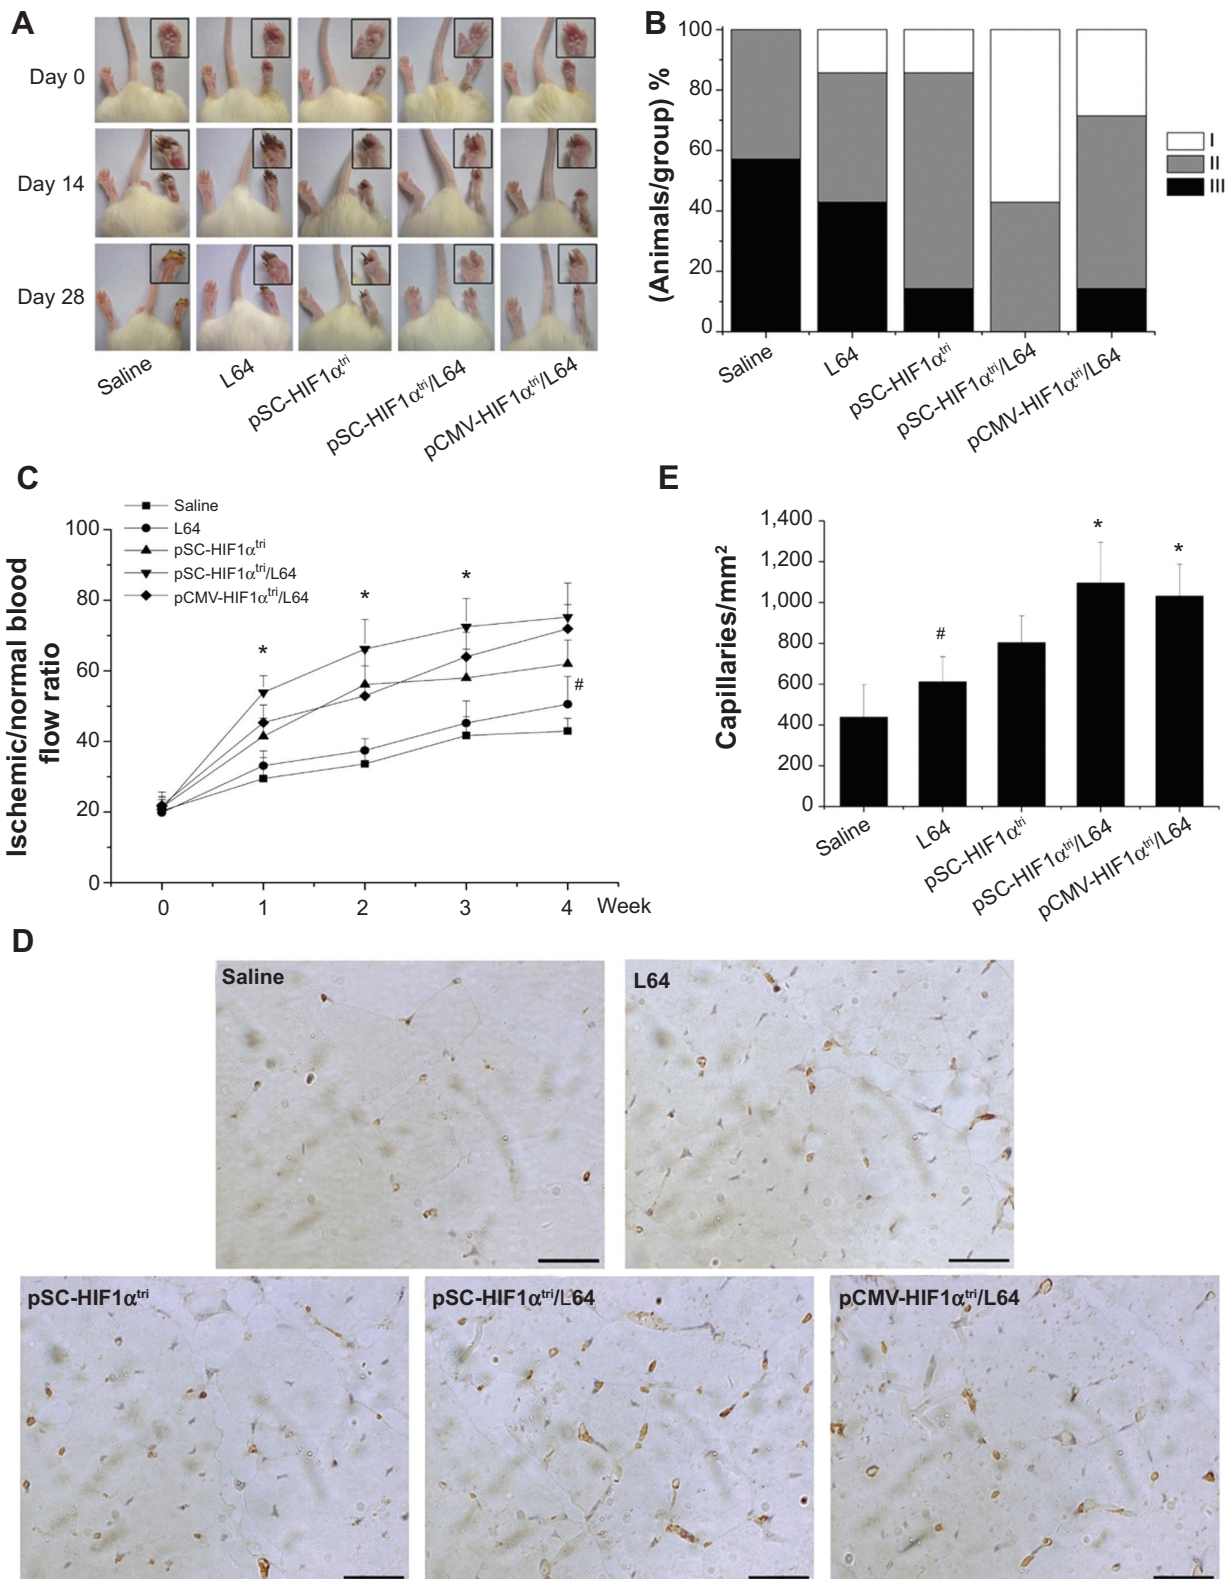 A
Day 0
Day 14
Day 28
Saline
L64
pSC-HIF1α^tri
pSC-HIF1α^tri/L64
pCMV-HIF1α^tri/L64
B
(Animals/group) %
100
80
60
40
20
0
Saline
L64
pSC-HIF1α^tri
pSC-HIF1α^tri/L64
pCMV-HIF1α^tri/L64
I
II
III
C
Saline
L64
pSC-HIF1α^tri
pSC-HIF1α^tri/L64
pCMV-HIF1α^tri/L64
Ischemic/normal blood
flow ratio
100
80
60
40
20
0
* * *
#
0 1 2 3 4 Week
E
Capillaries/mm²
1,400
1,200
1,000
800
600
400
200
0
# * *
Saline
L64
pSC-HIF1α^tri
pSC-HIF1α^tri/L64
pCMV-HIF1α^tri/L64
D
Saline
L64
pSC-HIF1α^tri
pSC-HIF1α^tri/L64
pCMV-HIF1α^tri/L64